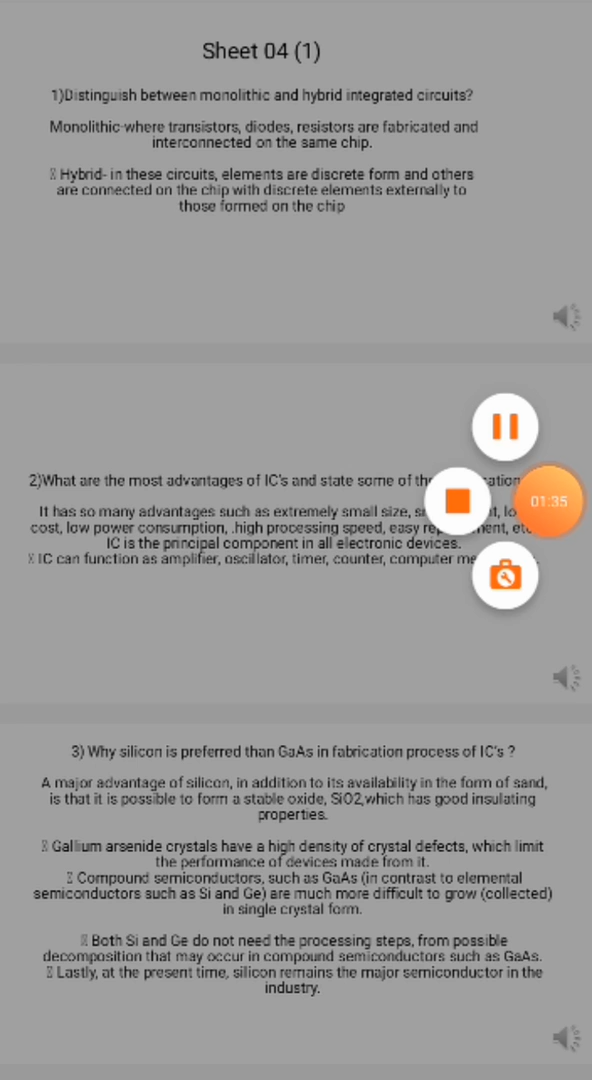 Sheet 04 (1)
1)Distinguish between monolithic and hybrid integrated circuits?
Monolithic-where transistors, diodes, resistors are fabricated and
interconnected on the same chip.
Hybrid- in these circuits, elements are discrete form and others
are connected on the chip with discrete elements externally to
those formed on the chip
2)What are the most advantages of IC's and state some of
It has so many advantages such as extremely small size,
cost, low power consumption, .high processing speed, easy
IC is the principal component in all electronic devices.
IC can function as amplifier, oscillator, timer, counter, computer
01:35
3) Why silicon is preferred than GaAs in fabrication process of IC's ?
A major advantage of silicon, in addition to its availability in the form of sand,
is that it is possible to form a stable oxide, SiO2,which has good insulating
properties.
Gallium arsenide crystals have a high density of crystal defects, which limit
the performance of devices made from it.
Compound semiconductors, such as GaAs (in contrast to elemental
semiconductors such as Si and Ge) are much more difficult to grow (collected)
in single crystal form.
Both Si and Ge do not need the processing steps, from possible
decomposition that may occur in compound semiconductors such as GaAs.
Lastly, at the present time, silicon remains the major semiconductor in the
industry.